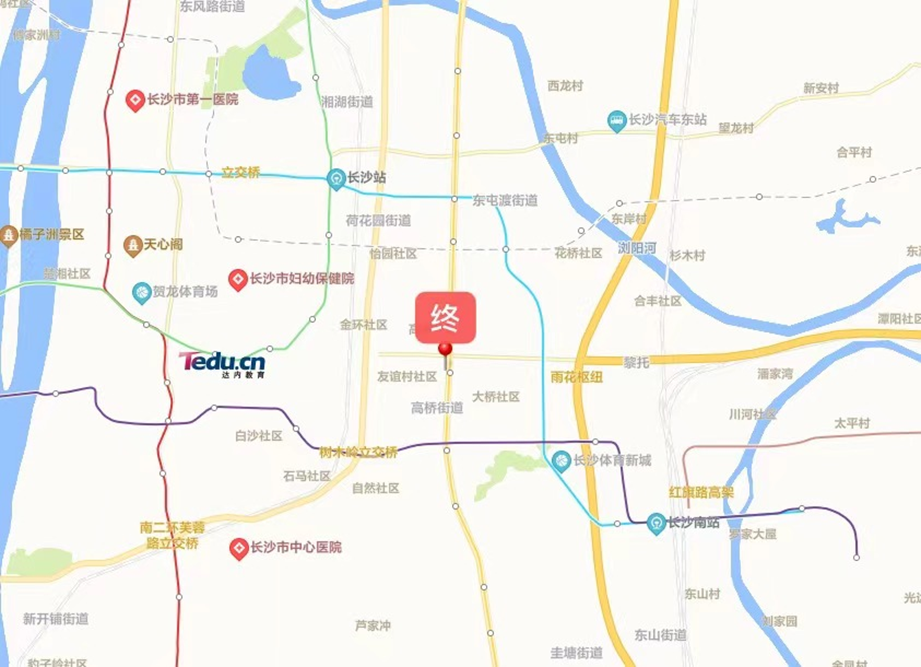 东风路街道
长沙市第一医院
湘湖街道
西龙村
新安村
长沙汽车东站
望龙村
东屯村
合平村
立交桥
长沙站
东屯渡街道
荷花园街道
东岸村
橘子洲景区
天心阁
怡园社区
花桥社区
浏阳河
杉木村
楚湘社区
长沙市妇幼保健院
贺龙体育场
合丰社区
终
金环社区
潭阳社区
Tedu.cn
达内教育
友谊村社区
雨花枢纽
黎托
潘家湾
大桥社区
高桥街道
川河社区
太平村
白沙社区
树木岭立交桥
长沙体育新城
石马社区
自然社区
红旗路高架
南二环芙蓉
路立交桥
长沙南站
罗家大屋
长沙市中心医院
东山村
新开铺街道
芦家冲
刘家园
东山街道
圭塘街道
豹子岭社区